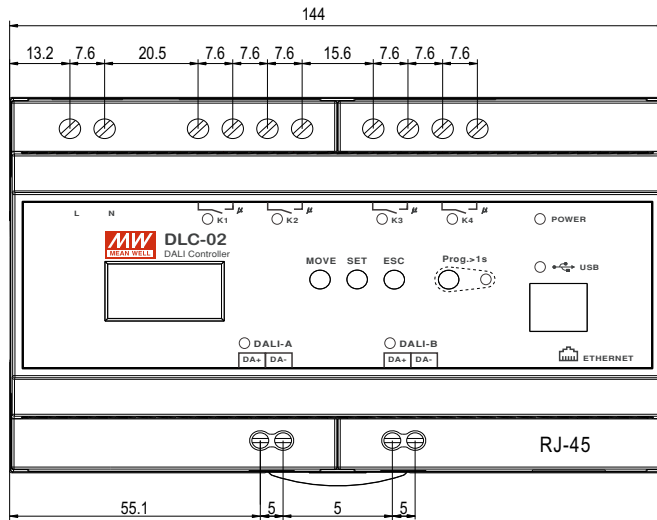 144
13.2 7.6 20.5 7.6 7.6 7.6 15.6 7.6 7.6 7.6
K1 μ K2 μ K3 μ K4 μ
L N POWER
MW DLC-02
MEAN WELL DALI Controller
MOVE SET ESC Prog.>1s
USB
DALI-A DALI-B
DA+ DA- DA+ DA-
ETHERNET
RJ-45
55.1 5 5 5